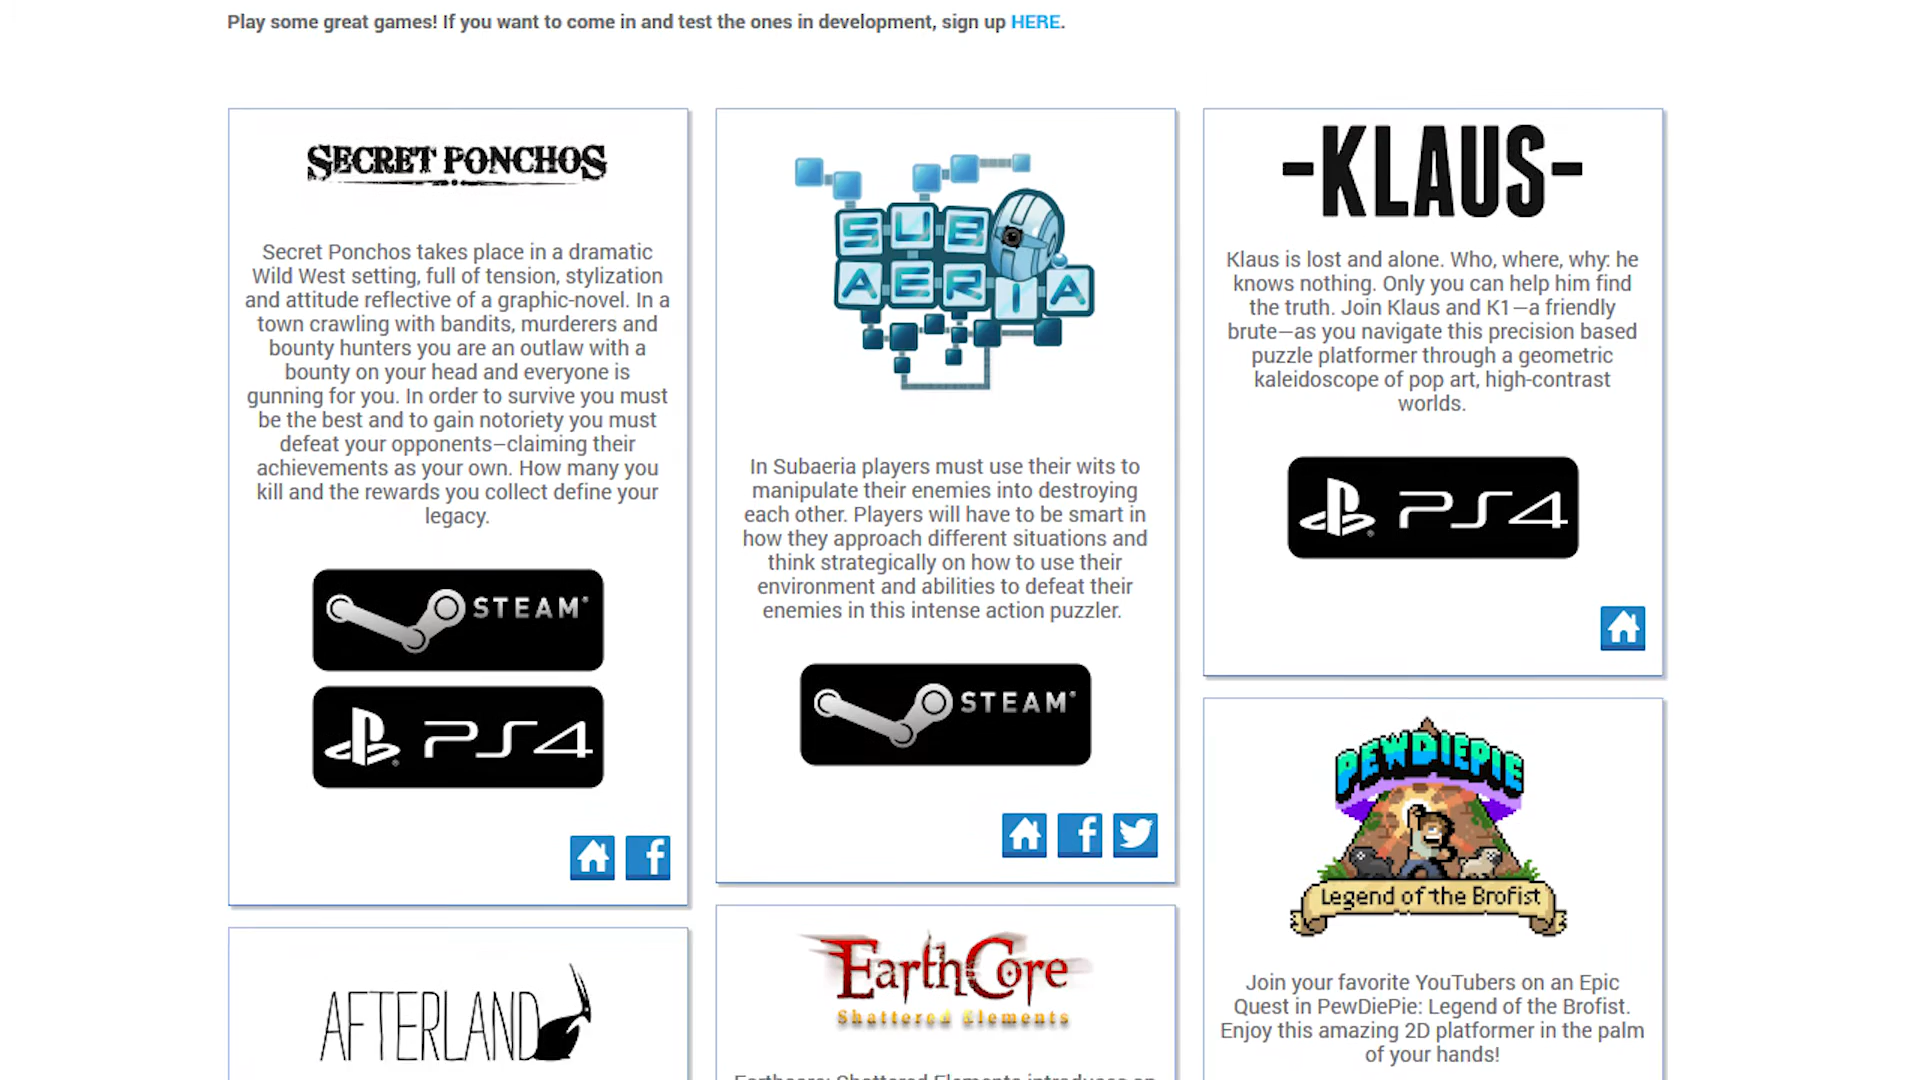 Play some great games! If you want to come in and test the ones in development, sign up HERE.
SECRET PONCHOS
Secret Ponchos takes place in a dramatic
Wild West setting, full of tension, stylization
and attitude reflective of a graphic-novel. In a
town crawling with bandits, murderers and
bounty hunters you are an outlaw with a
bounty on your head and everyone is
gunning for you. In order to survive you must
be the best and to gain notoriety you must
defeat your opponents—claiming their
achievements as your own. How many you
kill and the rewards you collect define your
legacy.
STEAM®
PS4
SUB
AERIA
In Subaeria players must use their wits to
manipulate their enemies into destroying
each other. Players will have to be smart in
how they approach different situations and
think strategically on how to use their
environment and abilities to defeat their
enemies in this intense action puzzler.
STEAM®
-KLAUS-
Klaus is lost and alone. Who, where, why: he
knows nothing. Only you can help him find
the truth. Join Klaus and K1—a friendly
brute—as you navigate this precision based
puzzle platformer through a geometric
kaleidoscope of pop art, high-contrast
worlds.
PS4
PEWDIEPIE
Legend of the Brofist
Join your favorite YouTubers on an Epic
Quest in PewDiePie: Legend of the Brofist.
Enjoy this amazing 2D platformer in the palm
of your hands!
AFTERLAND
EarthCore
Shattered Elements
Earthcore: Shattered Elements introduces an